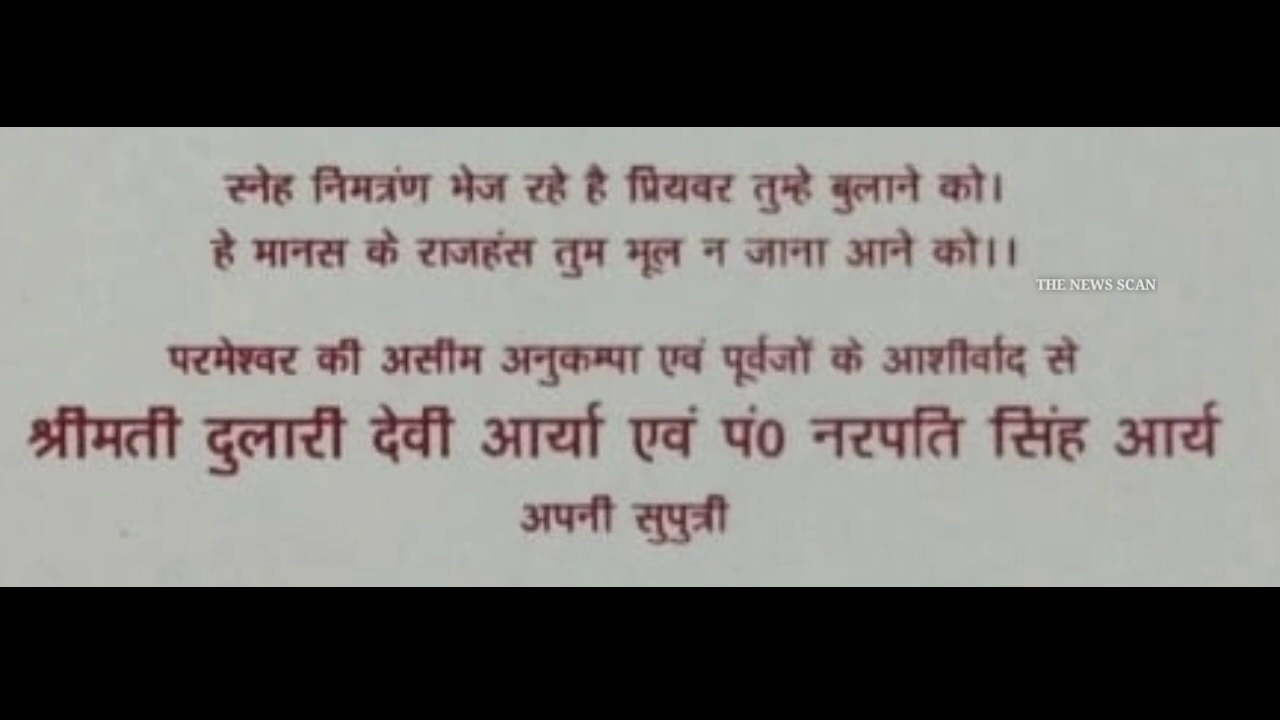 स्नेह निमत्रंण भेज रहे है प्रियवर तुम्हे बुलाने को।
हे मानस के राजहंस तुम भूल न जाना आने को।।
THE NEWS SCAN
परमेश्वर की असीम अनुकम्पा एवं पूर्वजों के आशीर्वाद से
श्रीमती दुलारी देवी आर्या एवं पं0 नरपति सिंह आर्य
अपनी सुपुत्री